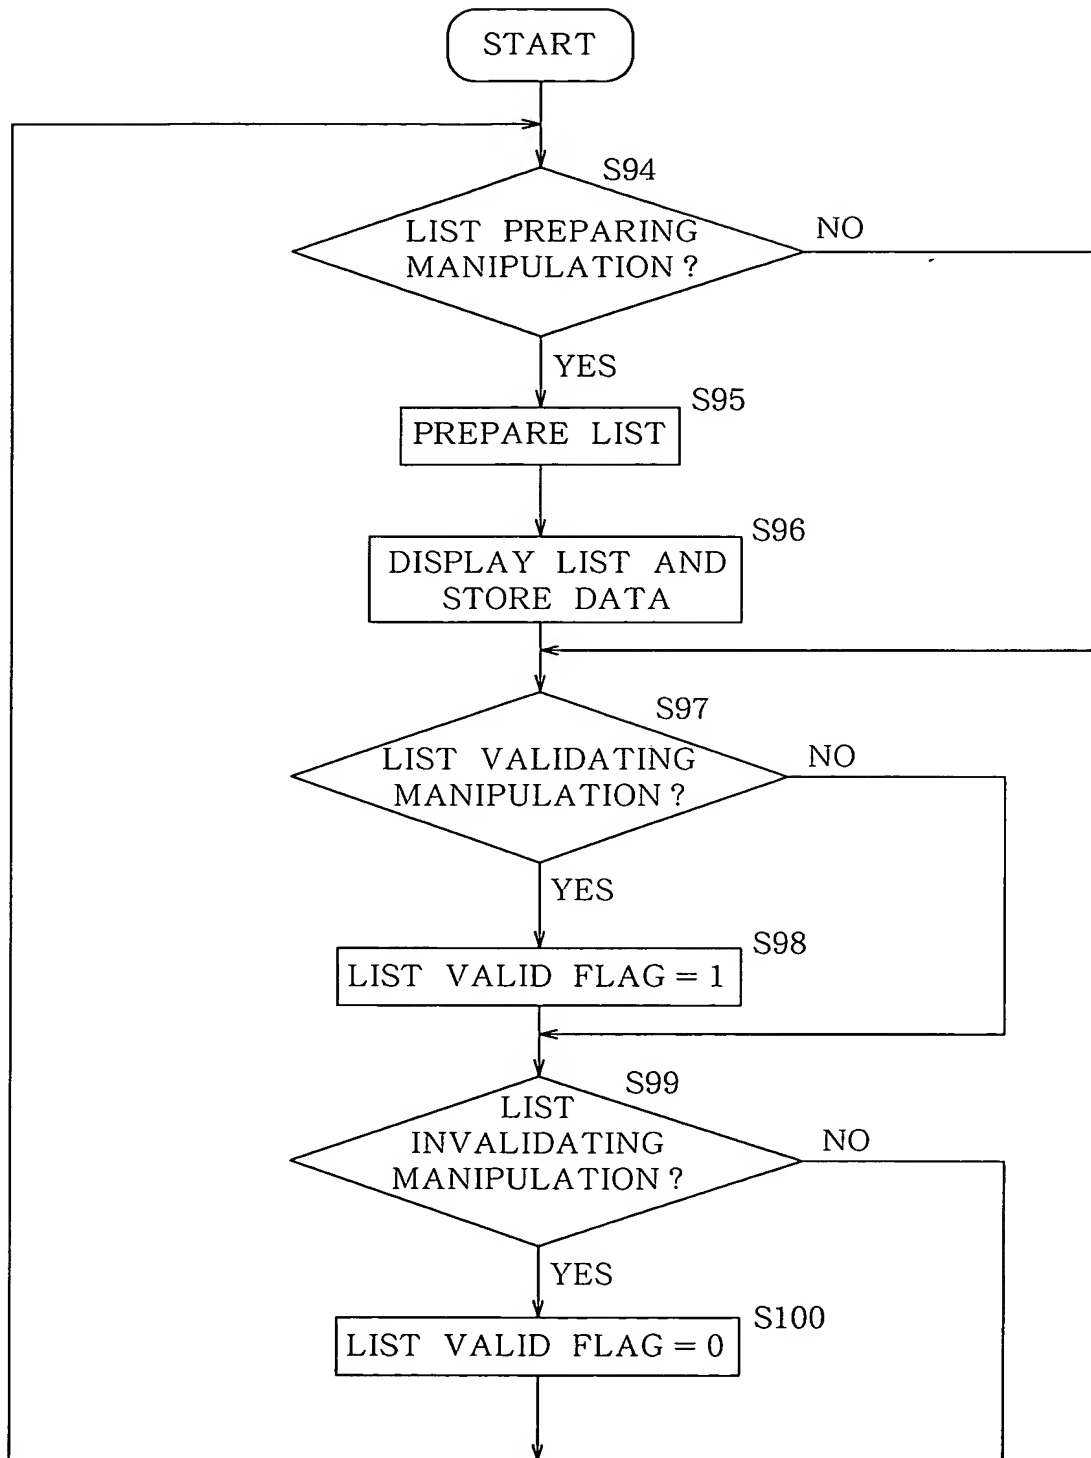 START
S94
LIST PREPARING
MANIPULATION?
NO
YES
S95
PREPARE LIST
S96
DISPLAY LIST AND
STORE DATA
S97
LIST VALIDATING
MANIPULATION?
NO
YES
S98
LIST VALID FLAG = 1
S99
LIST
INVALIDATING
MANIPULATION?
NO
YES
S100
LIST VALID FLAG = 0